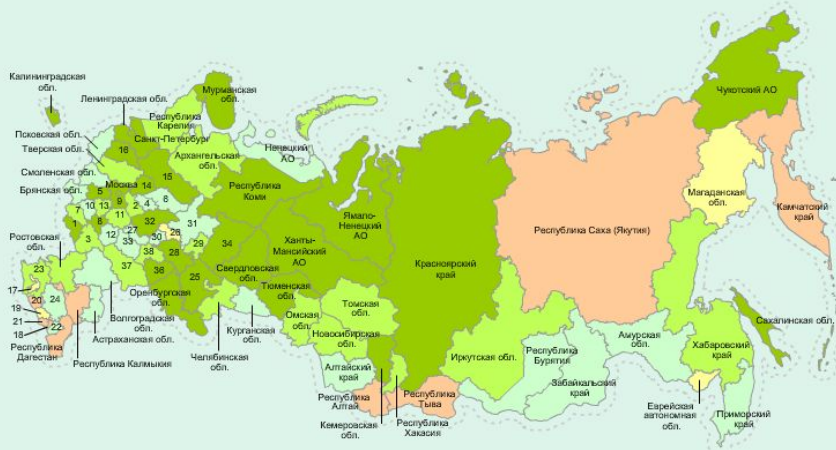 Калининградская
обл.
Ленинградская обл.
Мурманская
обл.
Чукотский АО
Псковская обл.
Республика
Карелия
Санкт-Петербург
Тверская обл.
16
Ненецкий
АО
Архангельская
обл.
Смоленская обл.
15
Брянская обл.
Москва
14
5
Республика
Коми
Магаданская
обл.
7
10
13
9
2
4
8
11
Камчатский
край
1
8
32
31
Ямало-
Ненецкий
АО
Республика Саха (Якутия)
3
12
27
33
30
26
29
34
Ростовская
обл.
Ханты-
Мансийский
АО
38
28
Красноярский
край
23
37
36
25
Свердловская
обл.
17
20
24
Оренбургская
обл.
Тюменская
обл.
Томская
обл.
19
21
18
22
Волгоградская
обл.
Омская
обл.
Сахалинская обл.
Астраханская обл.
Курганская
обл.
Новосибирская
обл.
Амурская
обл.
Хабаровский
край
Республика
Дагестан
Республика Калмыкия
Челябинская
обл.
Иркутская обл.
Республика
Бурятия
Алтайский
край
Забайкальский
край
Республика
Алтай
Республика
Тыва
Еврейская
автономная
обл.
Приморский
край
Кемеровская
обл.
Республика
Хакасия